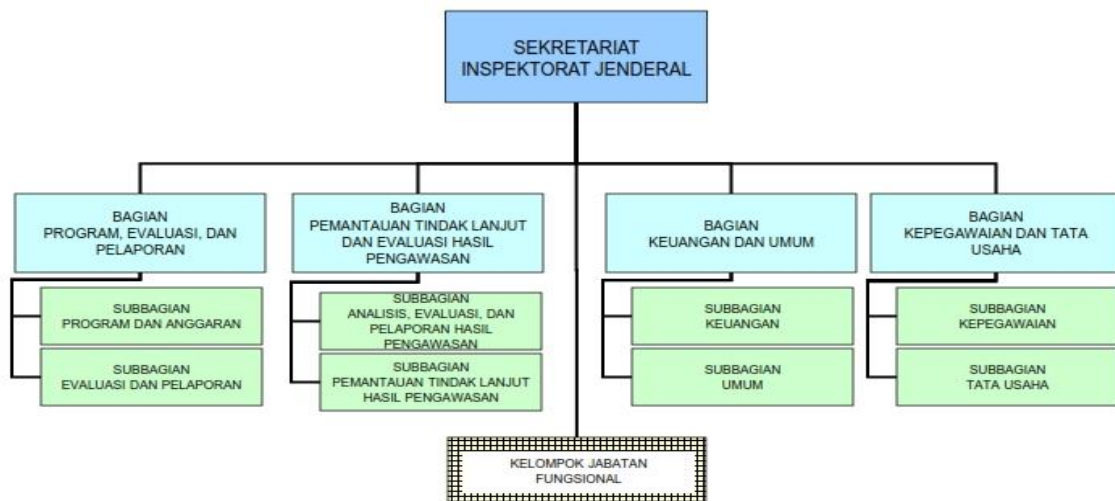 SEKRETARIAT
INSPEKTORAT JENDERAL
BAGIAN
PROGRAM, EVALUASI, DAN
PELAPORAN
BAGIAN
PEMANTAUAN TINDAK LANJUT
DAN EVALUASI HASIL
PENGAWASAN
BAGIAN
KEUANGAN DAN UMUM
BAGIAN
KEPEGAWAIAN DAN TATA
USAHA
SUBBAGIAN
PROGRAM DAN ANGGARAN
SUBBAGIAN
ANALISIS, EVALUASI, DAN
PELAPORAN HASIL
PENGAWASAN
SUBBAGIAN
KEUANGAN
SUBBAGIAN
KEPEGAWAIAN
SUBBAGIAN
EVALUASI DAN PELAPORAN
SUBBAGIAN
PEMANTAUAN TINDAK LANJUT
HASIL PENGAWASAN
SUBBAGIAN
UMUM
SUBBAGIAN
TATA USAHA
KELOMPOK JABATAN
FUNGSIONAL